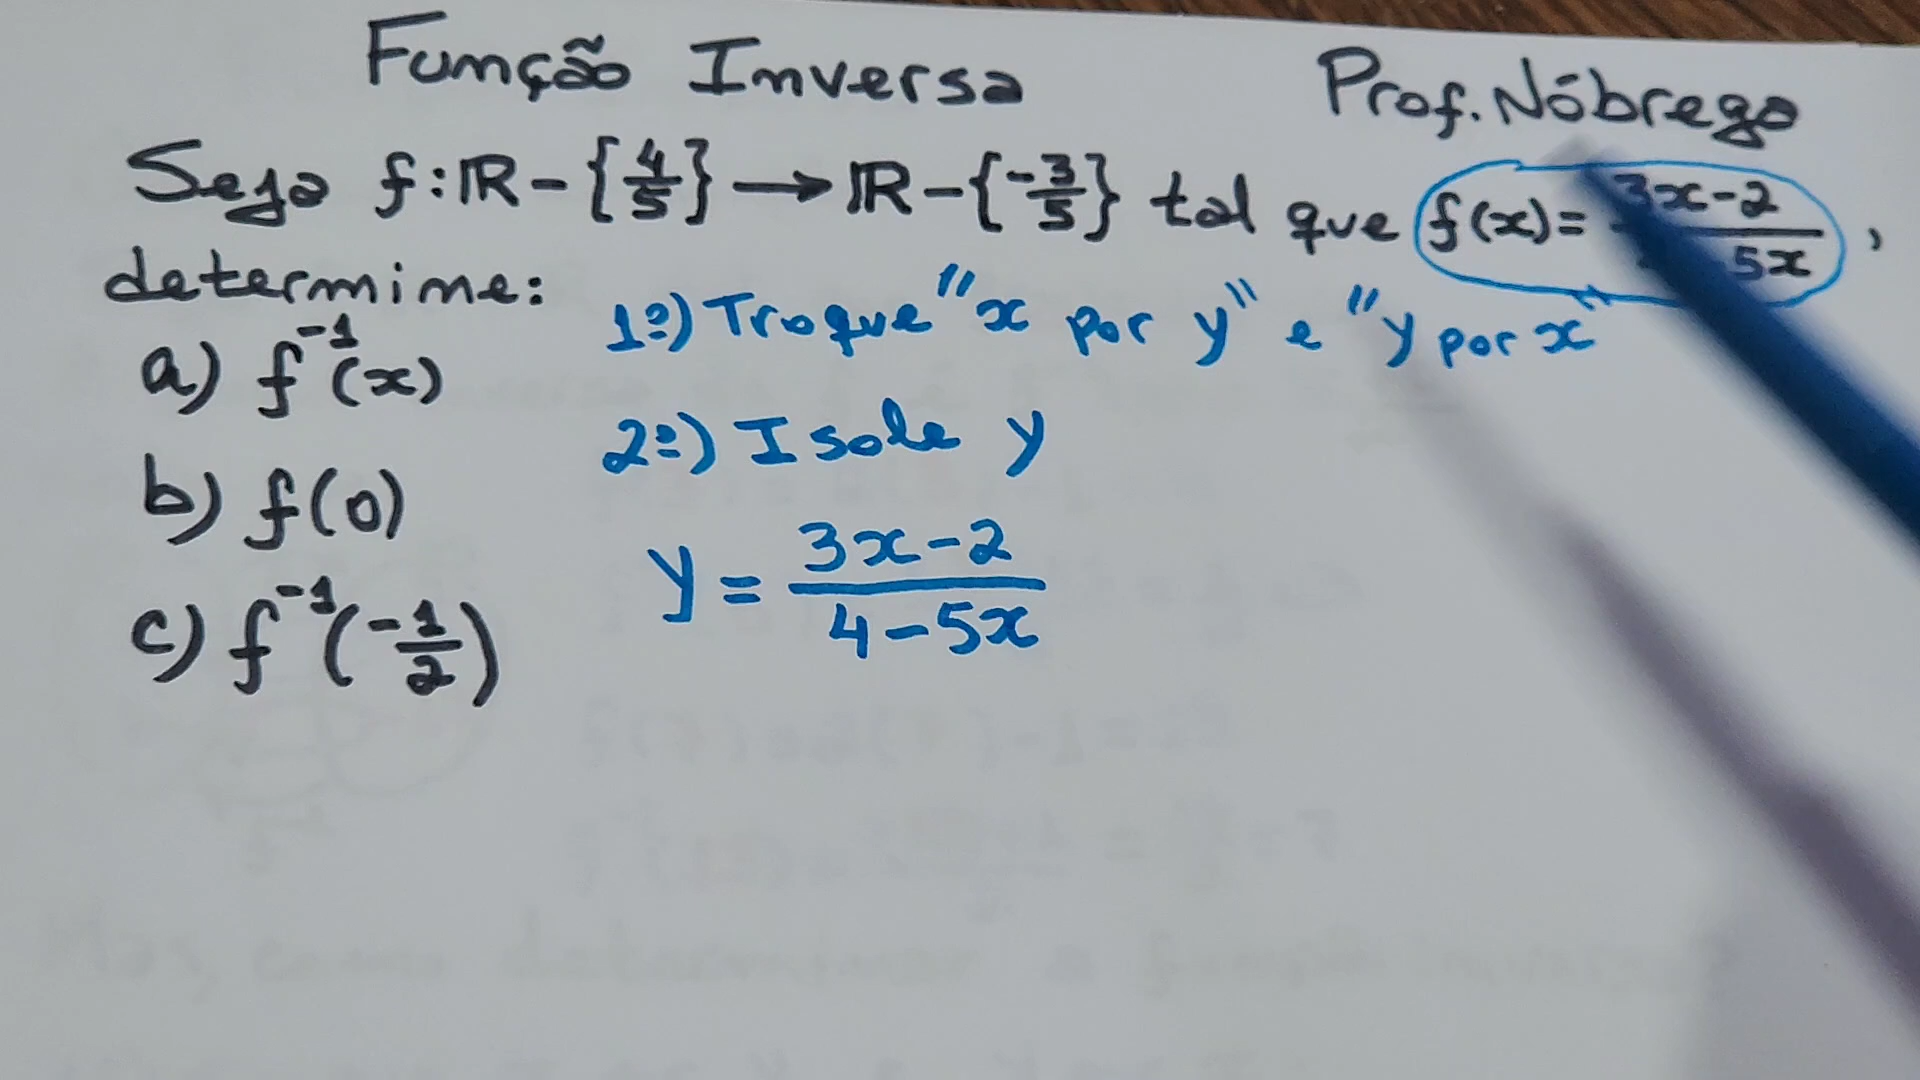 Função Inversa
Prof. Nóbrega
Seja f:ℝ-{4/5}→ℝ-{-3/5} tal que f(x)=3x-2/ 5x,
determine:
1º) Troque "x por y" e "y por x"
a) f⁻¹(x)
2º) Isole y
b) f(0)
y = 3x-2/4-5x
c) f⁻¹(-1/2)